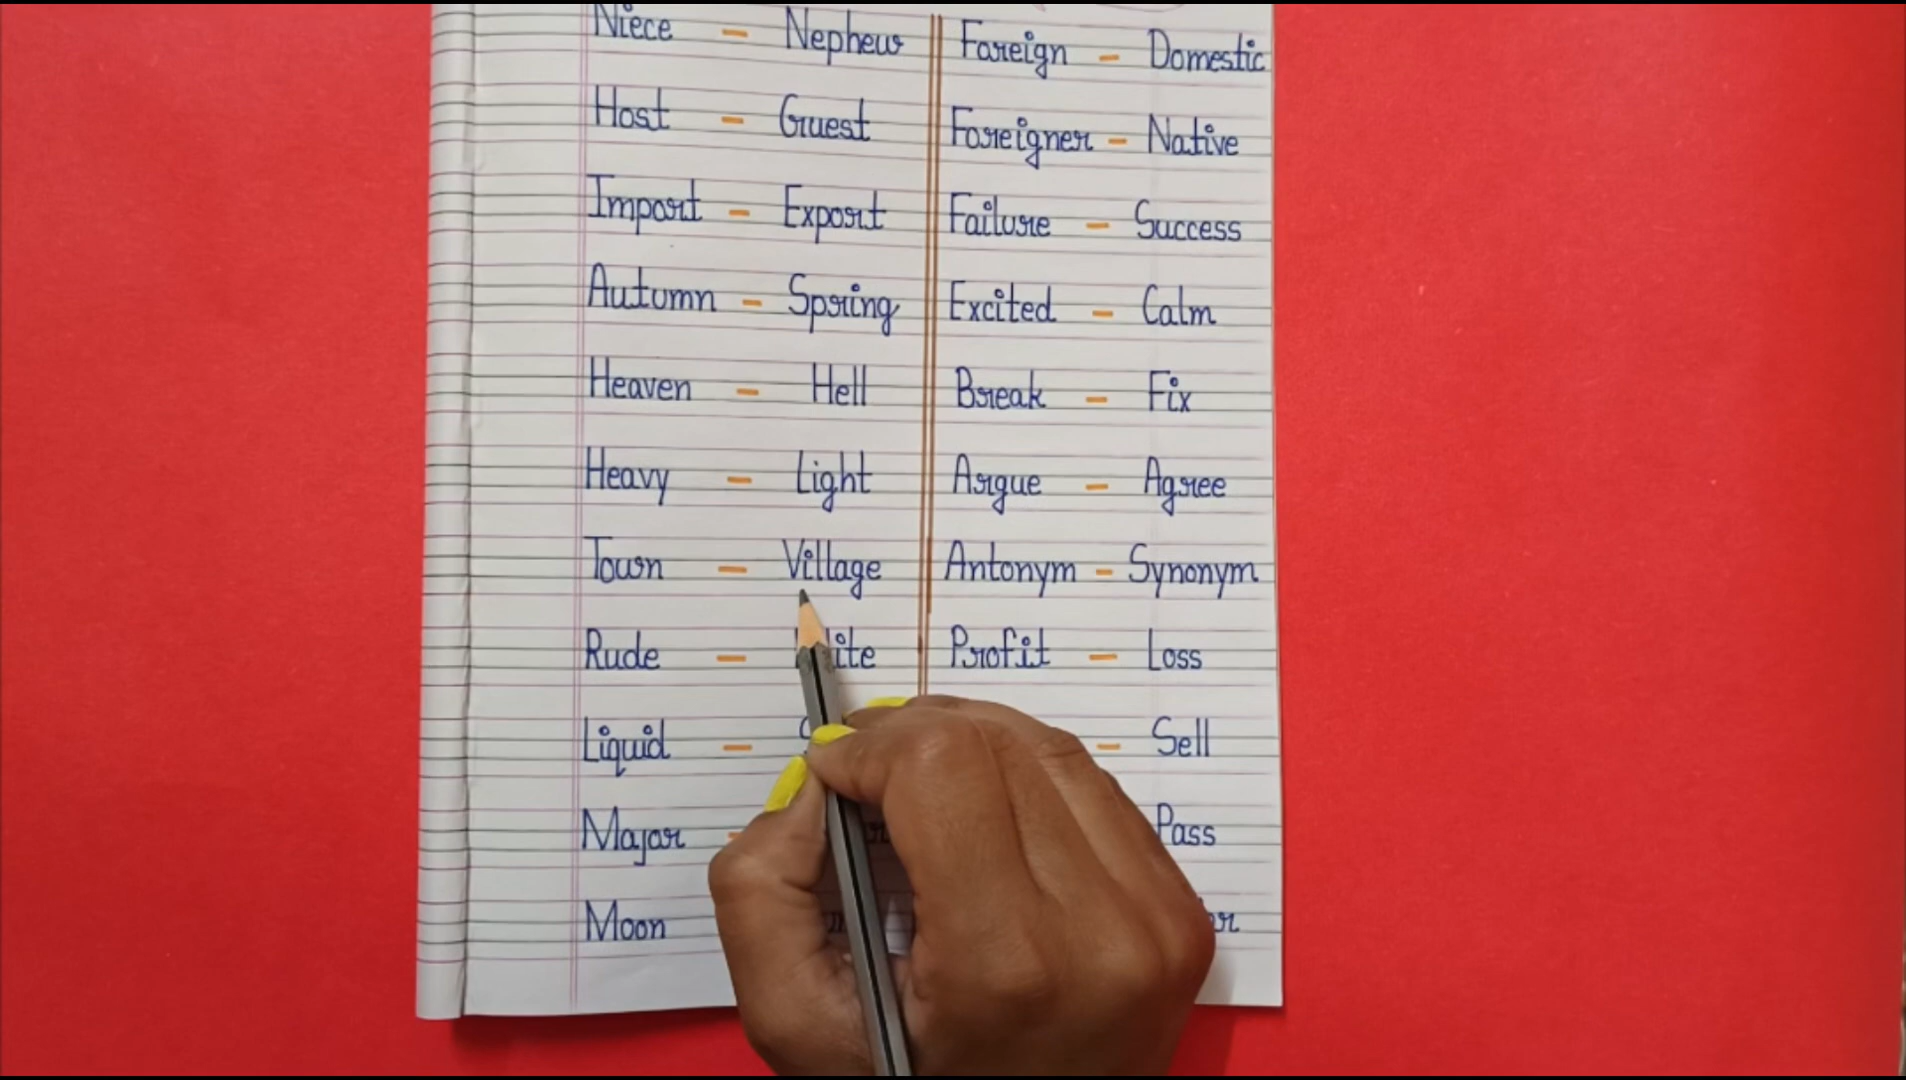 Niece – Nephew
Host – Guest
Import – Export
Autumn – Spring
Heaven – Hell
Heavy – Light
Town – Village
Rude –
Liquid –
Major –
Moon
Foreign – Domestic
Foreigner – Native
Failure – Success
Excited – Calm
Break – Fix
Argue – Agree
Antonym – Synonym
Profit – Loss
– Sell
Pass